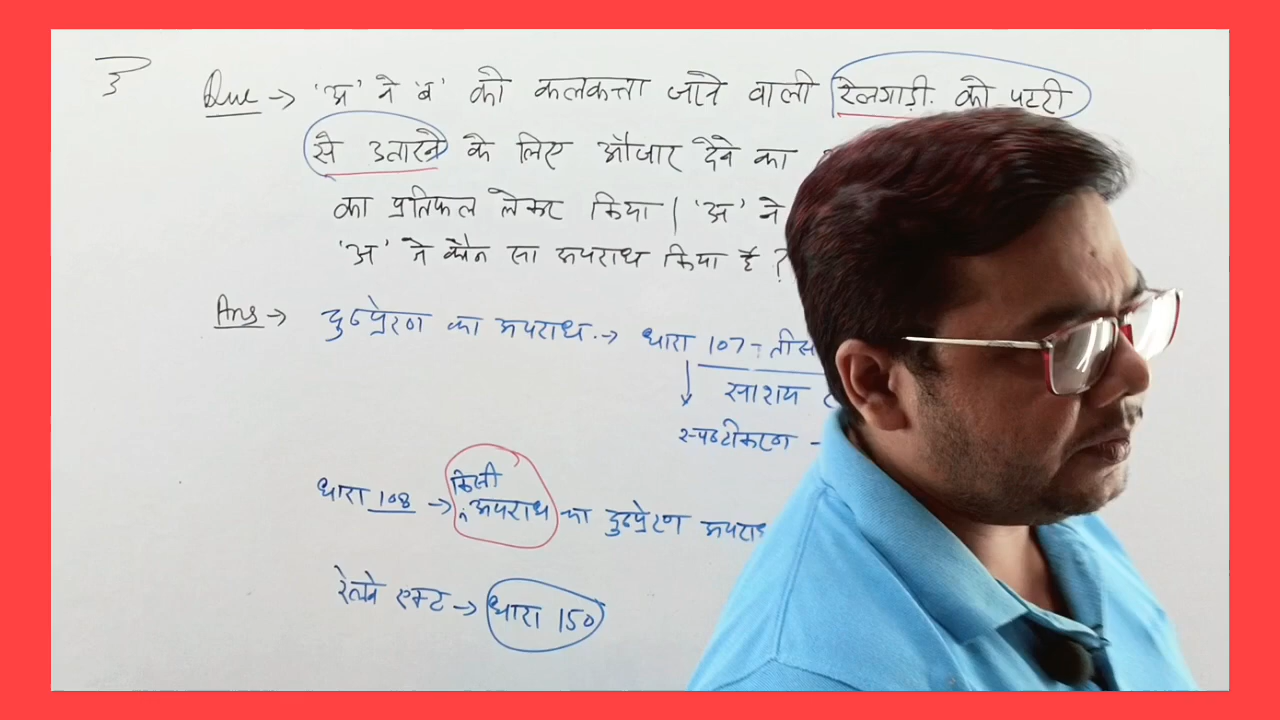 3
Que → 'अ' ने 'ब' को कलकत्ता जाने वाली रेलगाड़ी को पटरी
से उतारने के लिए औजार देने का
का प्रतिफल लेकर किया | 'अ' ने
'अ' ने कौन सा अपराध किया है ?
Ans → दुष्प्रेरण का अपराध → धारा 107 - तीस
साशय
स्पष्टीकरण -
धारा 108 → किसी
अपराध का दुष्प्रेरण अपराध
रेलवे एक्ट → धारा 150